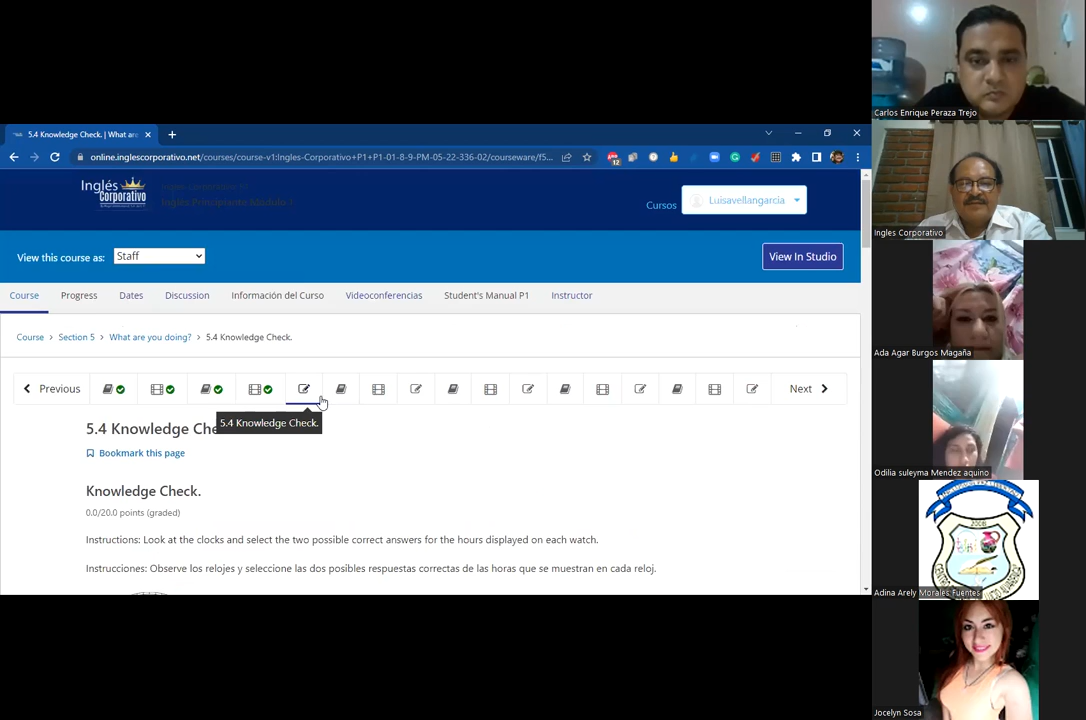 5.4 Knowledge Check. | What are
online.inglescorporativo.net/courses/course-v1:Ingles-Corporativo+P1+P1-01-8-9-PM-05-22-336-02/courseware/f5...
12
Inglés
Corporativo
Ingles Corporativo
Inglés Principiante Módulo
Cursos
Luisavellangarcia
View this course as:
Staff
View In Studio
Course
Progress
Dates
Discussion
Información del Curso
Videoconferencias
Student's Manual P1
Instructor
Course > Section 5 > What are you doing? > 5.4 Knowledge Check.
Previous
Next
5.4 Knowledge Che
5.4 Knowledge Check.
Bookmark this page
Knowledge Check.
0.0/20.0 points (graded)
Instructions: Look at the clocks and select the two possible correct answers for the hours displayed on each watch.
Instrucciones: Observe los relojes y seleccione las dos posibles respuestas correctas de las horas que se muestran en cada reloj.
Carlos Enrique Peraza Trejo
Ingles Corporativo
Ada Agar Burgos Magaña
Odilia suleyma Mendez aquino
2008
Adina Arely Morales Fuentes
Jocelyn Sosa